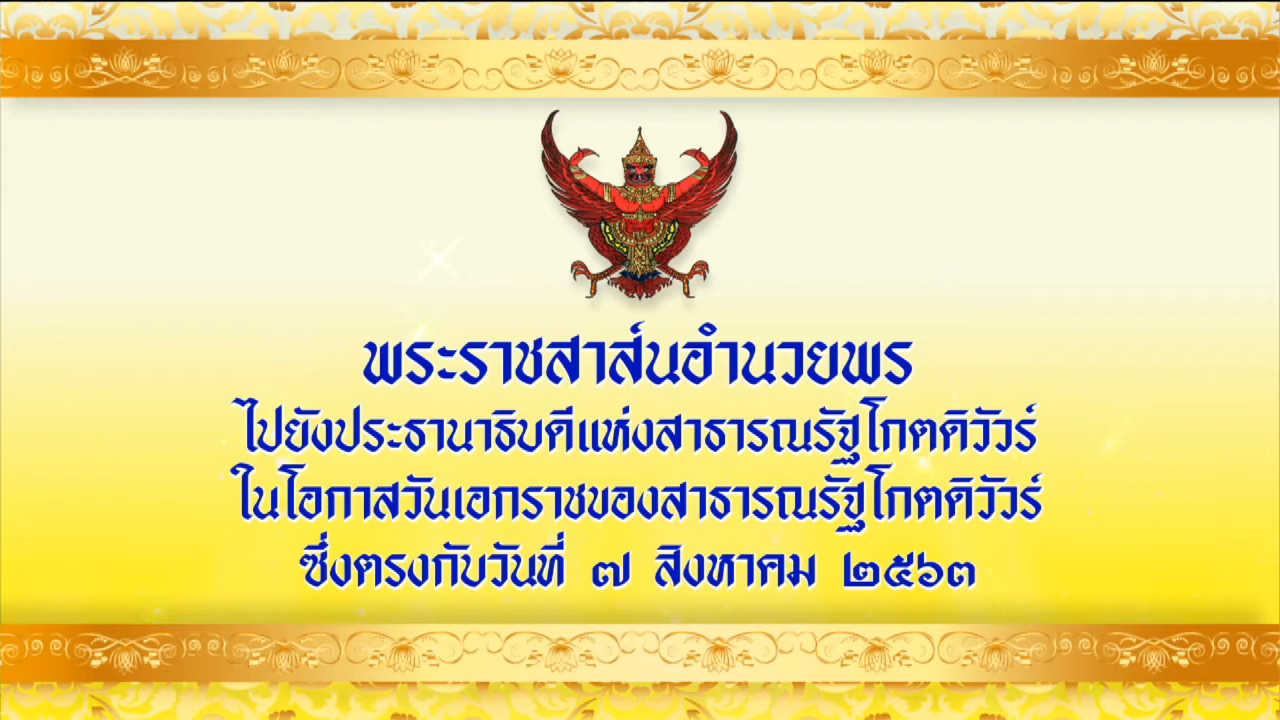 พระราชสาส์นอำนวยพร
ไปยังประธานาธิบดีแห่งสาธารณรัฐโกตดิวัวร์
ในโอกาสวันเอกราชของสาธารณรัฐโกตดิวัวร์
ซึ่งตรงกับวันที่ ๗ สิงหาคม ๒๕๖๓